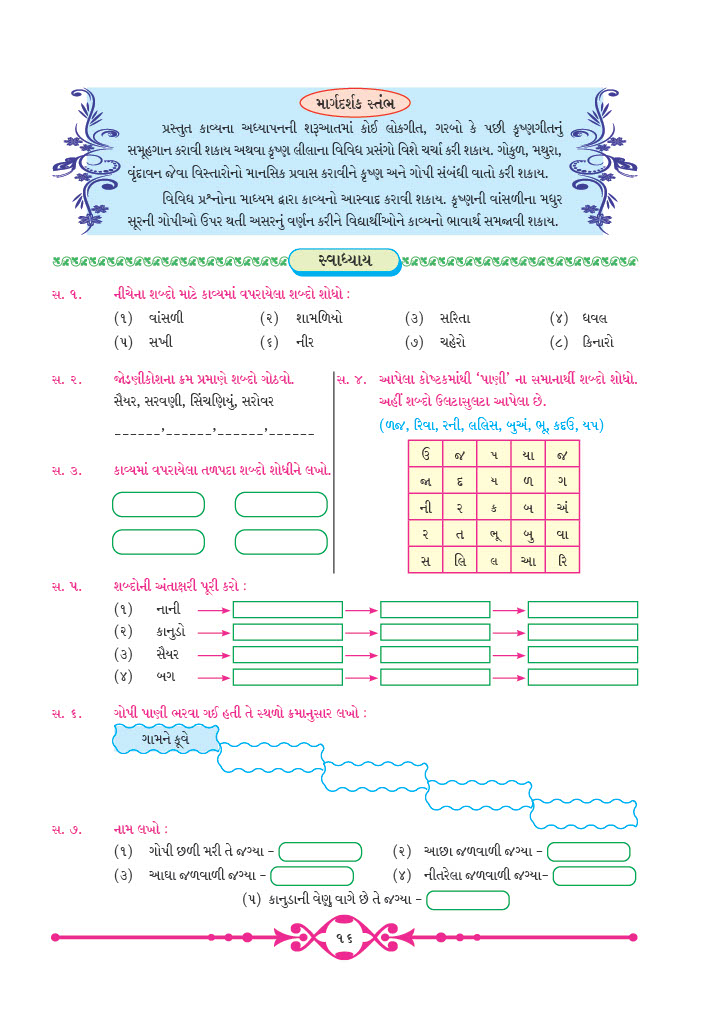 માર્ગદર્શક સ્તંભ
પ્રસ્તુત કાવ્યના અધ્યાપનની શરૂઆતમાં કોઈ લોકગીત, ગરબો કે પછી કૃષ્ણગીતનું
સમૂહગાન કરાવી શકાય અથવા કૃષ્ણ લીલાના વિવિધ પ્રસંગો વિશે ચર્ચા કરી શકાય. ગોકુળ, મથુરા,
વૃંદાવન જેવા વિસ્તારોનો માનસિક પ્રવાસ કરાવીને કૃષ્ણ અને ગોપી સંબંધી વાતો કરી શકાય.
વિવિધ પ્રશ્નોના માધ્યમ દ્વારા કાવ્યનો આસ્વાદ કરાવી શકાય. કૃષ્ણની વાંસળીના મધુર
સૂરની ગોપીઓ ઉપર થતી અસરનું વર્ણન કરીને વિદ્યાર્થીઓને કાવ્યનો ભાવાર્થ સમજાવી શકાય.
સ્વાધ્યાય
સ. ૧. નીચેના શબ્દો માટે કાવ્યમાં વપરાયેલા શબ્દો શોધો :
(૧) વાંસળી (૨) શામળિયો (૩) સરિતા (૪) ધવલ
(૫) સખી (૬) નીર (૭) ચહેરો (૮) કિનારો
સ. ૨. જોડણીકોશના ક્રમ પ્રમાણે શબ્દો ગોઠવો.
સૈયર, સરવણી, સિંચણિયું, સરોવર
______,______,______,______
સ. ૩. કાવ્યમાં વપરાયેલા તળપદા શબ્દો શોધીને લખો.
સ. ૪. આપેલા કોષ્ટકમાંથી ‘પાણી’ ના સમાનાર્થી શબ્દો શોધો.
અહીં શબ્દો ઉલટાસુલટા આપેલા છે.
(ળજ, રિવા, રની, લલિસ, બુઅં, ભૂ, કદઉ, યપ)
ઉ જ પ યા જ
જા દ ય ળ ગ
ની ર ક બ અં
ર ત ભૂ બુ વા
સ લિ લ આ રિ
સ. ૫. શબ્દોની અંતાક્ષરી પૂરી કરો :
(૧) નાની
(૨) કાનુડો
(૩) સૈયર
(૪) બગ
સ. ૬. ગોપી પાણી ભરવા ગઈ હતી તે સ્થળો ક્રમાનુસાર લખો :
ગામને કૂવે
સ. ૭. નામ લખો :
(૧) ગોપી છળી મરી તે જગ્યા – (૨) આછા જળવાળી જગ્યા –
(૩) આઘા જળવાળી જગ્યા – (૪) નીતરેલા જળવાળી જગ્યા–
(૫) કાનુડાની વેણુ વાગે છે તે જગ્યા –
૧૬